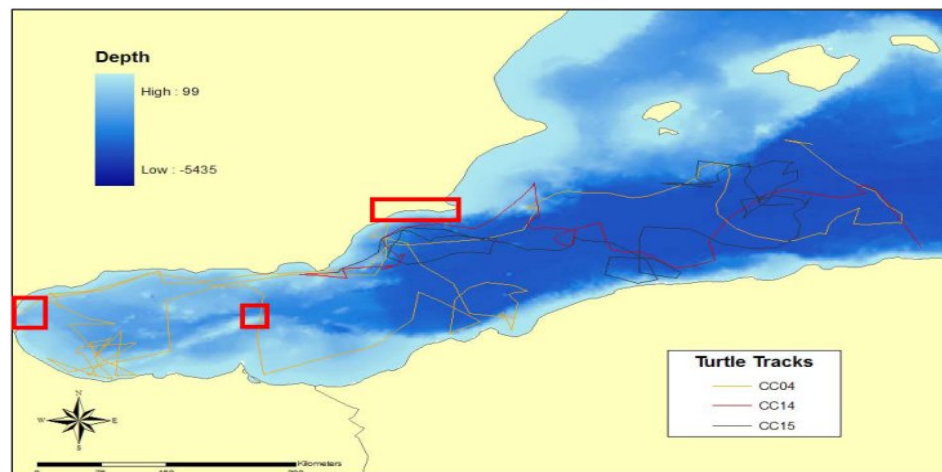 Depth
High : 99
Low : -5435
Turtle Tracks
CC04
CC14
CC15
N
W E
S
Kilometers